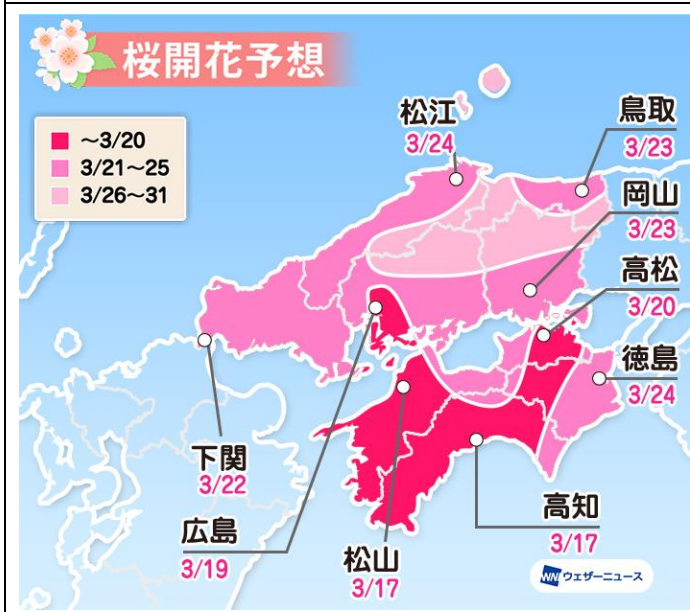 桜開花予想
~3/20
3/21~25
3/26~31
松江
3/24
鳥取
3/23
岡山
3/23
高松
3/20
徳島
3/24
下関
3/22
広島
3/19
松山
3/17
高知
3/17
WNI ウェザーニュース